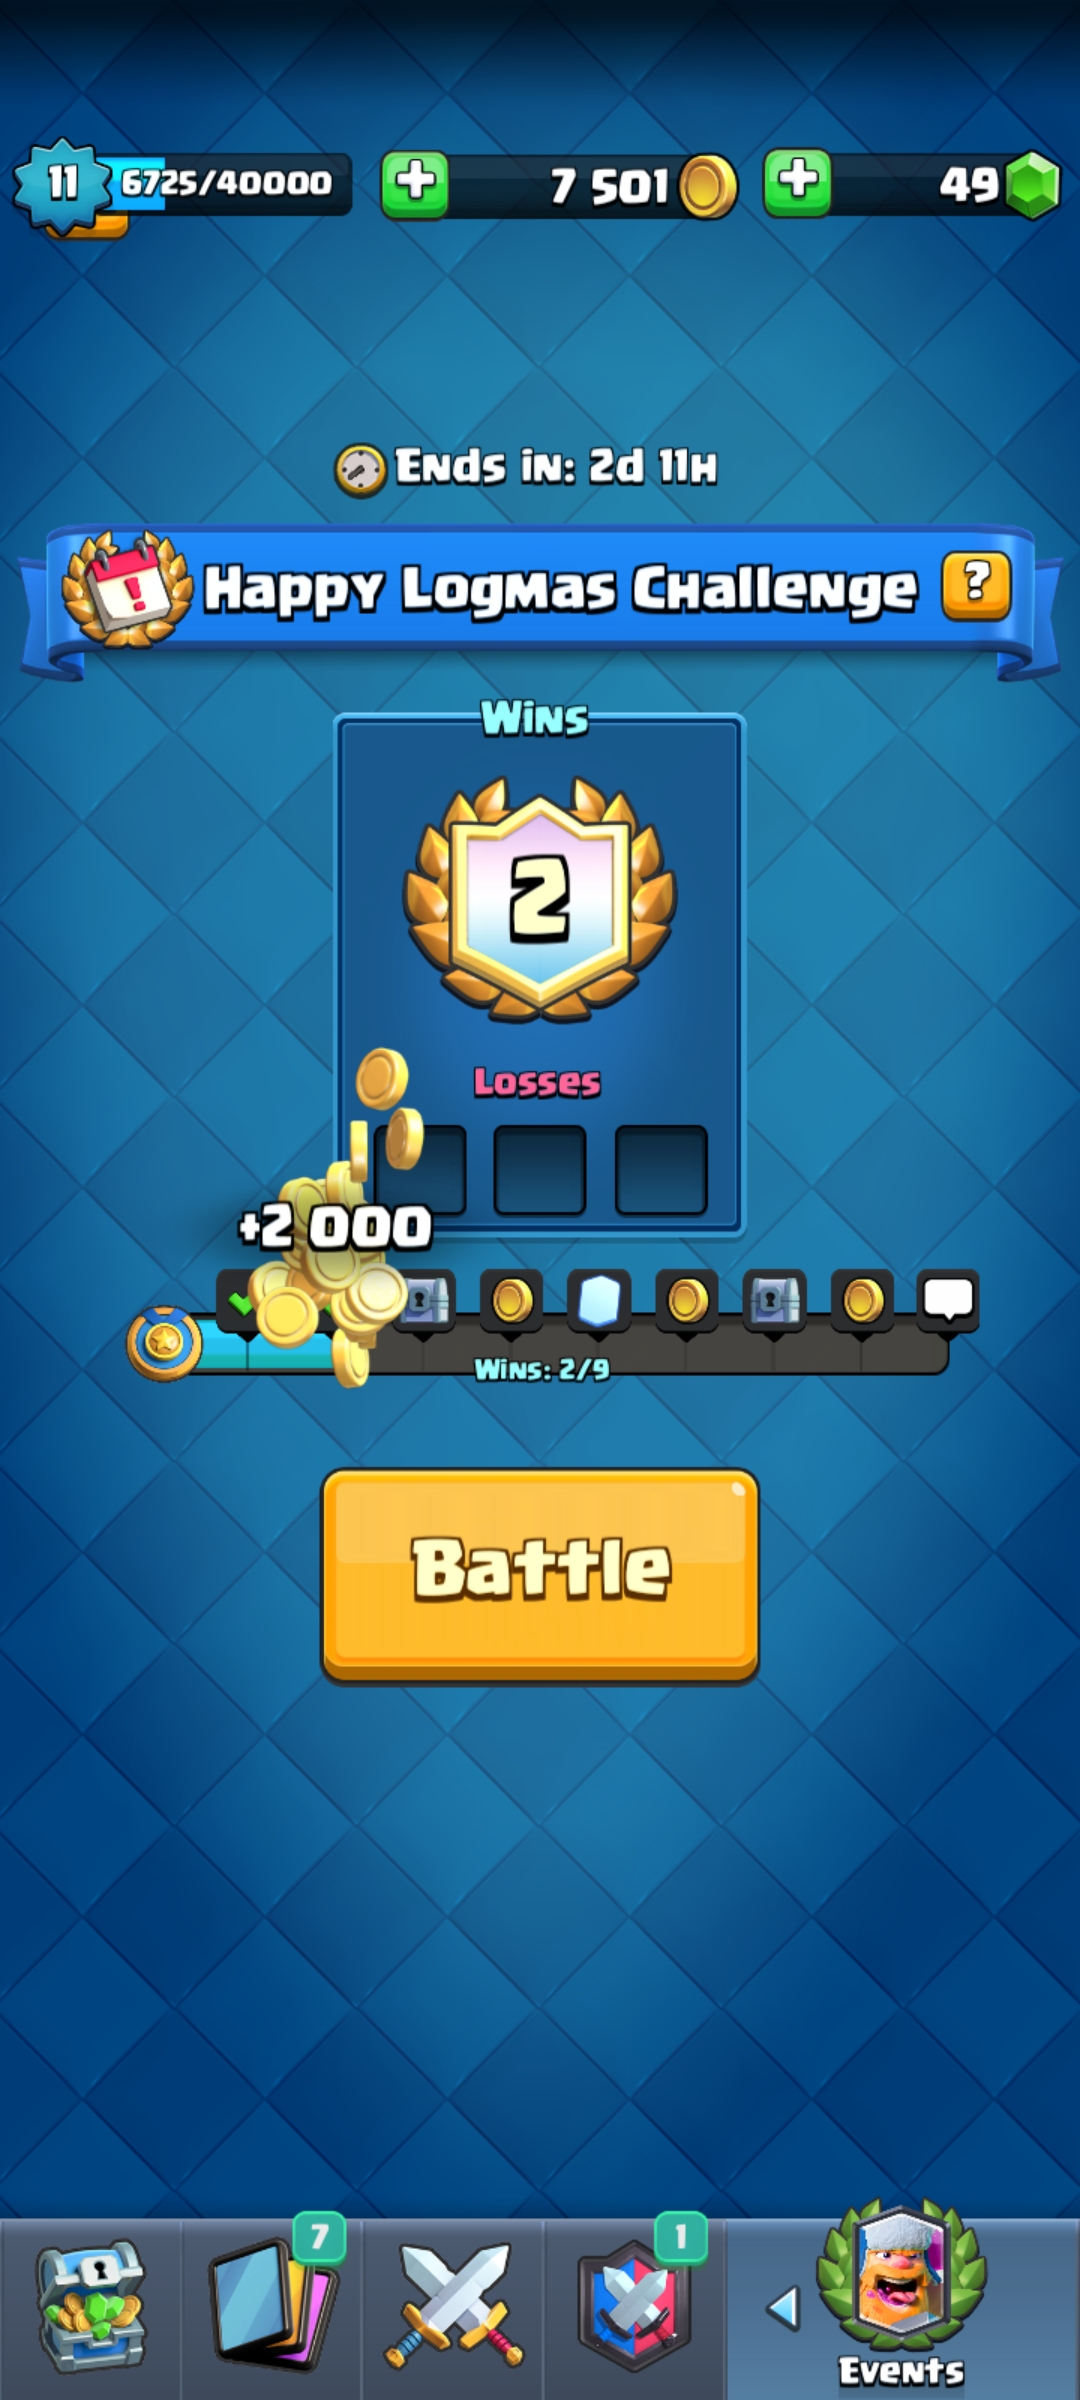 11
6725/40000
7 501
49
Ends in: 2d 11h
Happy Logmas Challenge
?
Wins
2
Losses
+2 000
Wins: 2/9
Battle
7
1
Events